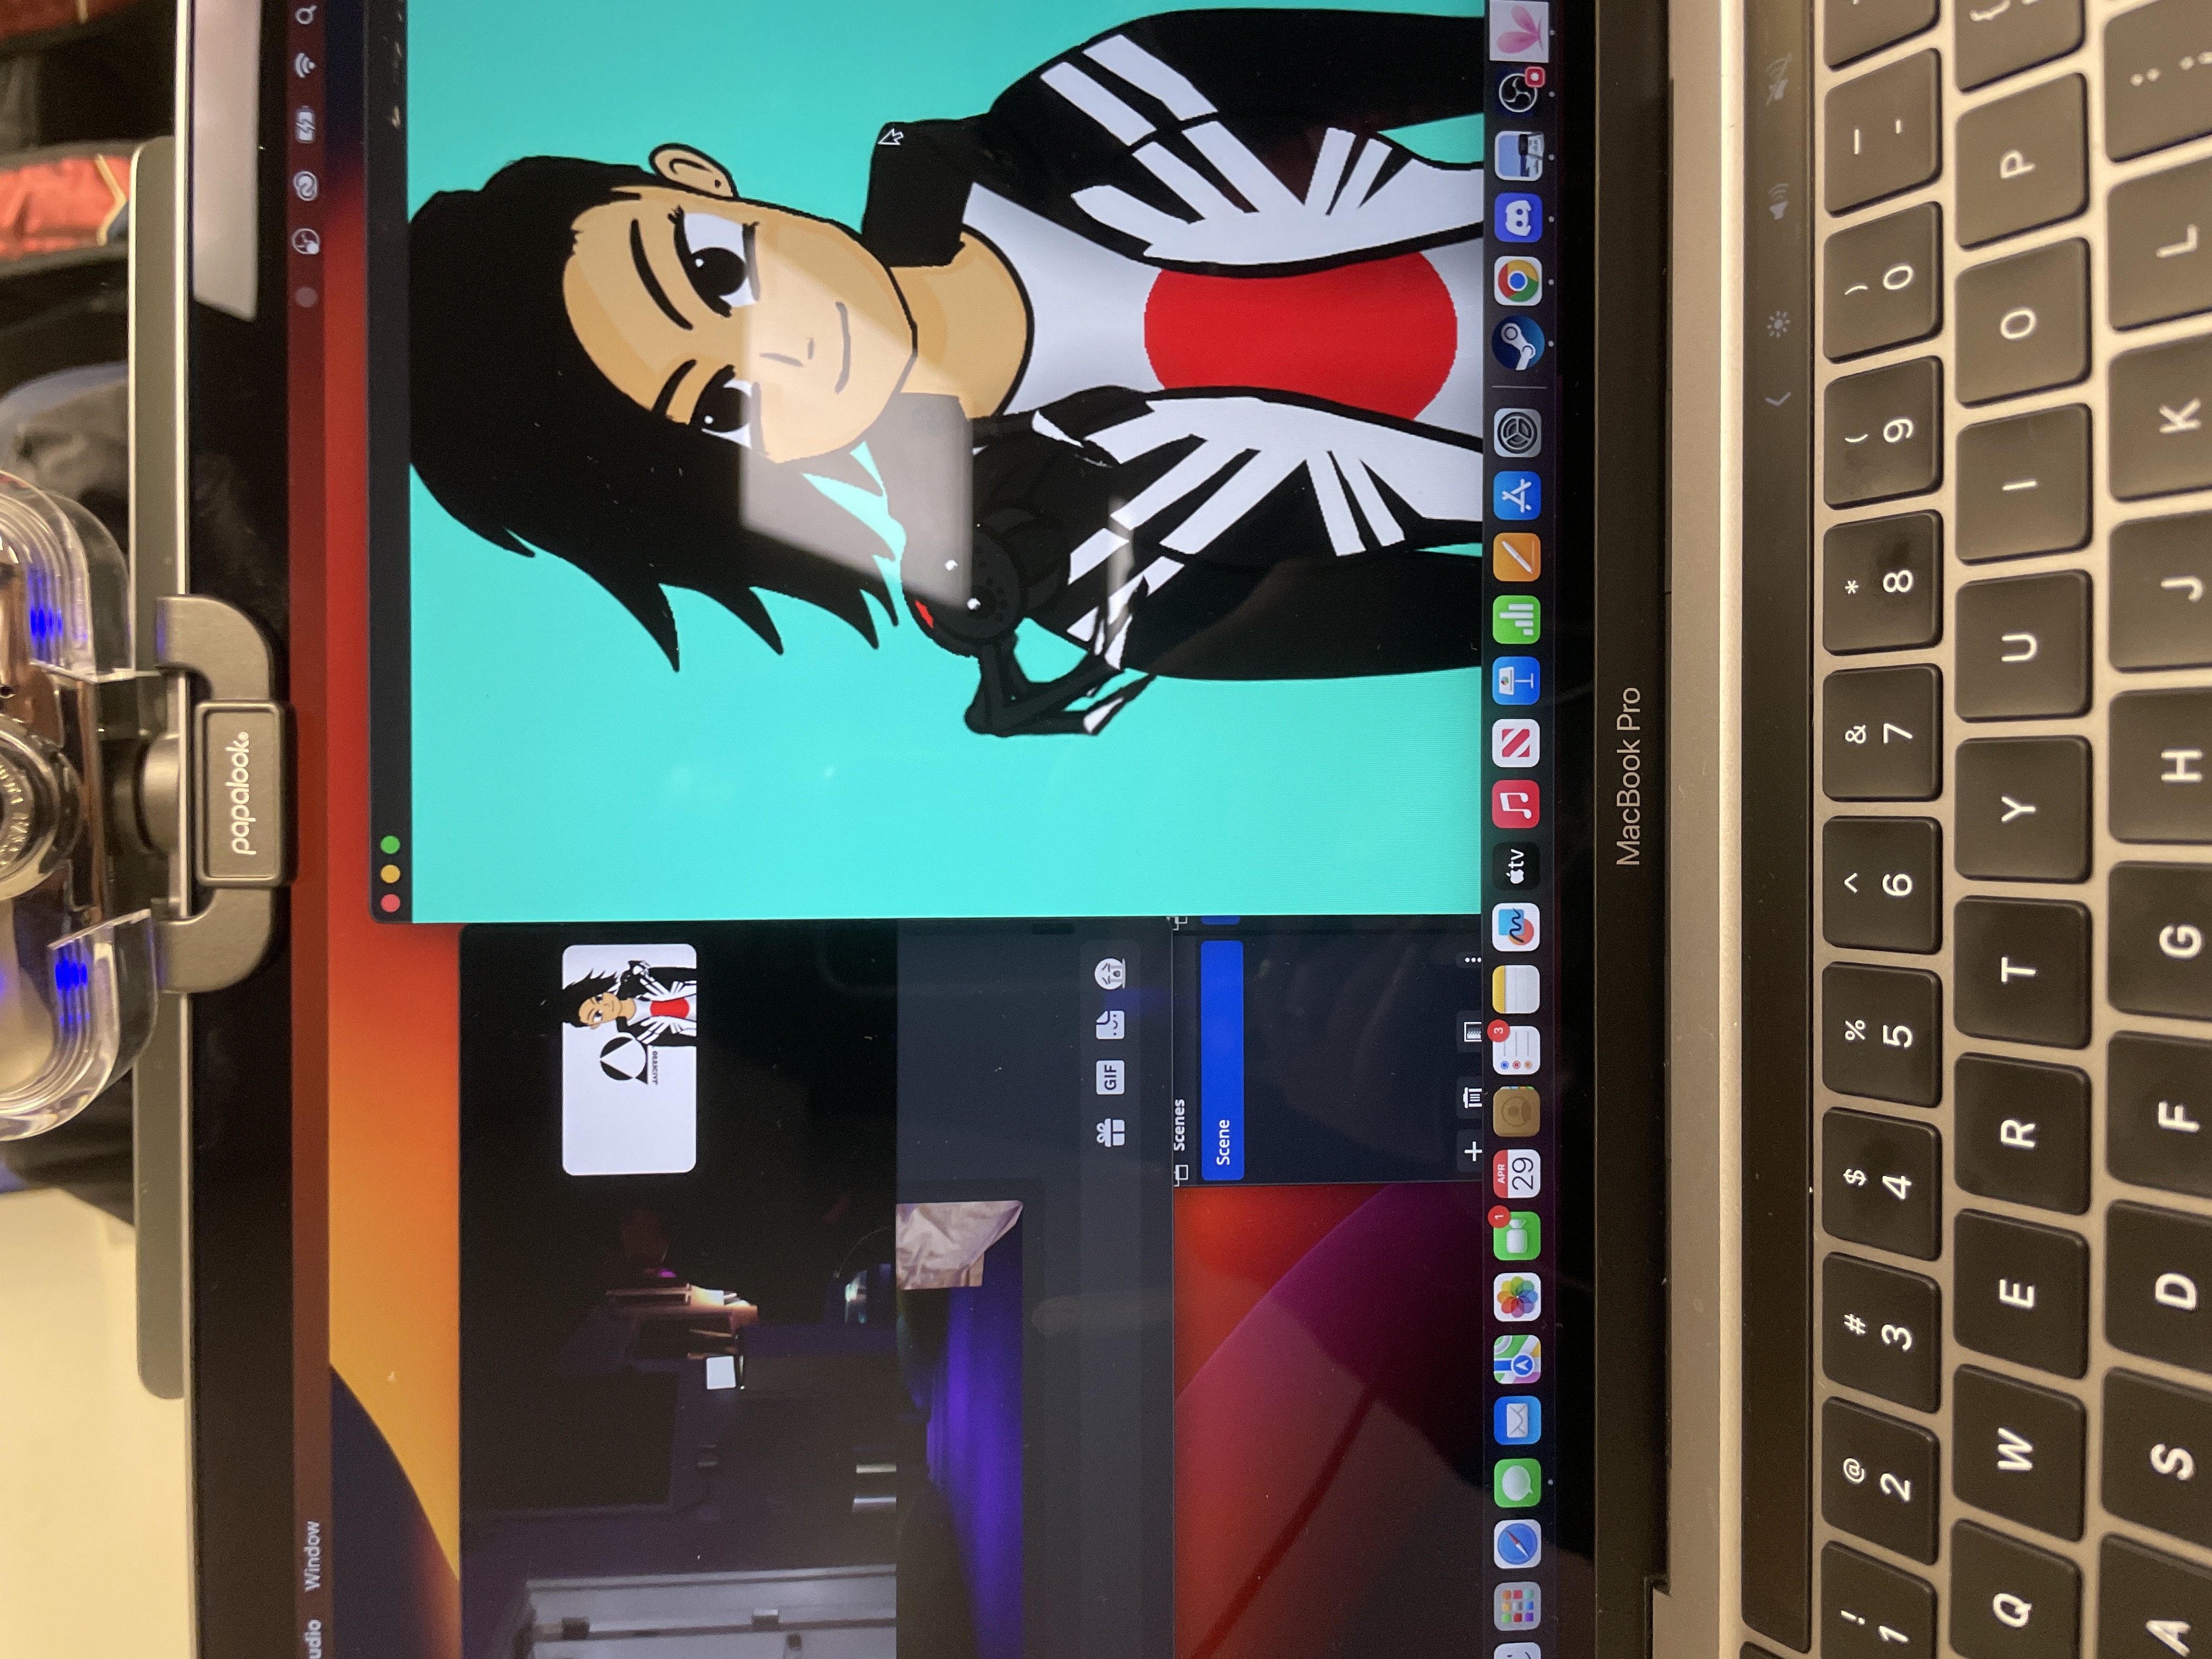 papalook
udio Window
GIF
Scenes
Scene
1
APR
29
3
tv
MacBook Pro
! @ # $ % ^ & * ( ) —
1 2 3 4 5 6 7 8 9 0 -
Q W E R T Y U I O P {
A S D F G H J K L :
;